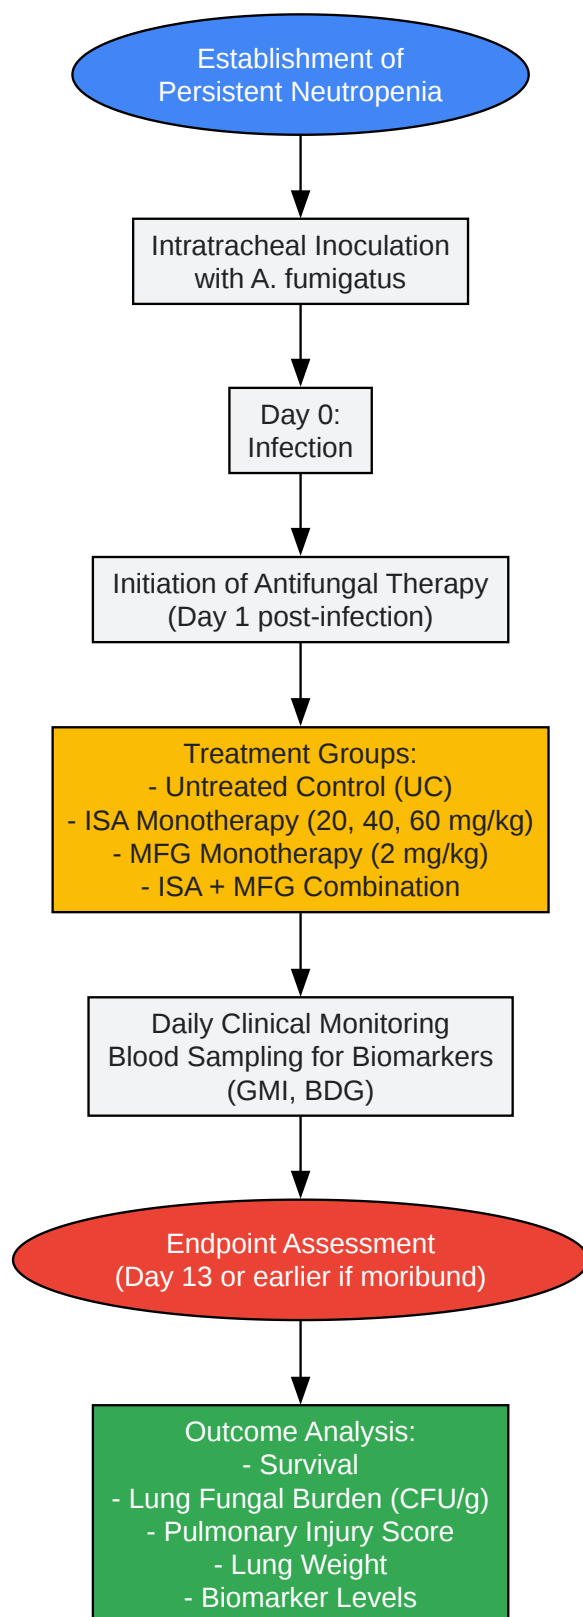 Establishment of
Persistent Neutropenia
Intratracheal Inoculation
with A. fumigatus
Day 0:
Infection
Initiation of Antifungal Therapy
(Day 1 post-infection)
Treatment Groups:
- Untreated Control (UC)
- ISA Monotherapy (20, 40, 60 mg/kg)
- MFG Monotherapy (2 mg/kg)
- ISA + MFG Combination
Daily Clinical Monitoring
Blood Sampling for Biomarkers
(GMI, BDG)
Endpoint Assessment
(Day 13 or earlier if moribund)
Outcome Analysis:
- Survival
- Lung Fungal Burden (CFU/g)
- Pulmonary Injury Score
- Lung Weight
- Biomarker Levels